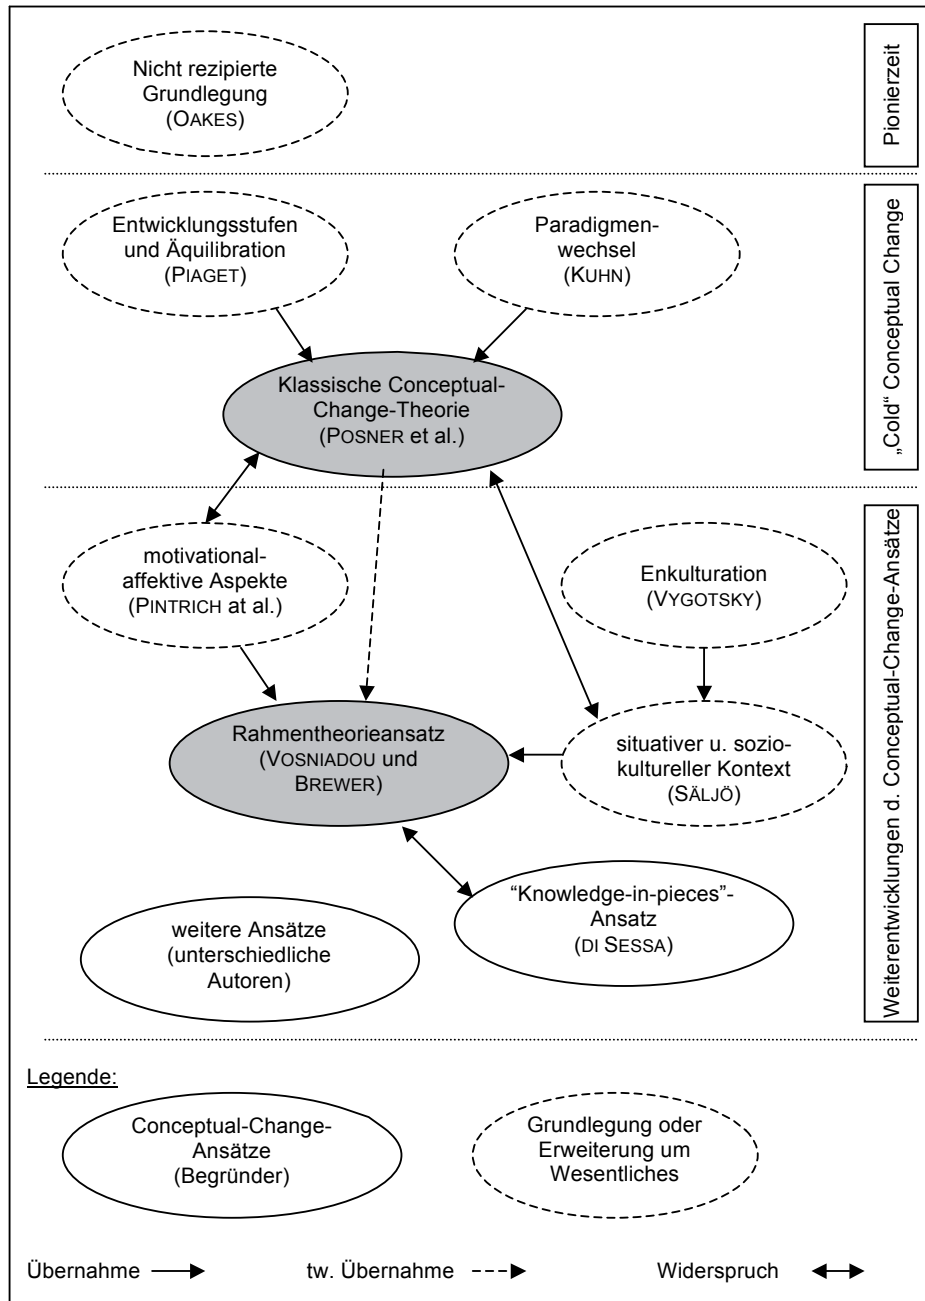 Nicht rezipierte
Grundlegung
(OAKES)
Pionierzeit
Entwicklungsstufen
und Äquilibration
(PIAGET)
Paradigmen-
wechsel
(KUHN)
Klassische Conceptual-
Change-Theorie
(POSNER et al.)
„Cold“ Conceptual Change
motivational-
affektive Aspekte
(PINTRICH at al.)
Enkulturation
(VYGOTSKY)
Rahmentheorieansatz
(VOSNIADOU und
BREWER)
situativer u. sozio-
kultureller Kontext
(SÄLJÖ)
“Knowledge-in-pieces”-
Ansatz
(DI SESSA)
weitere Ansätze
(unterschiedliche
Autoren)
Weiterentwicklungen d. Conceptual-Change-Ansätze
Legende:
Conceptual-Change-
Ansätze
(Begründer)
Grundlegung oder
Erweiterung um
Wesentliches
Übernahme
tw. Übernahme
Widerspruch